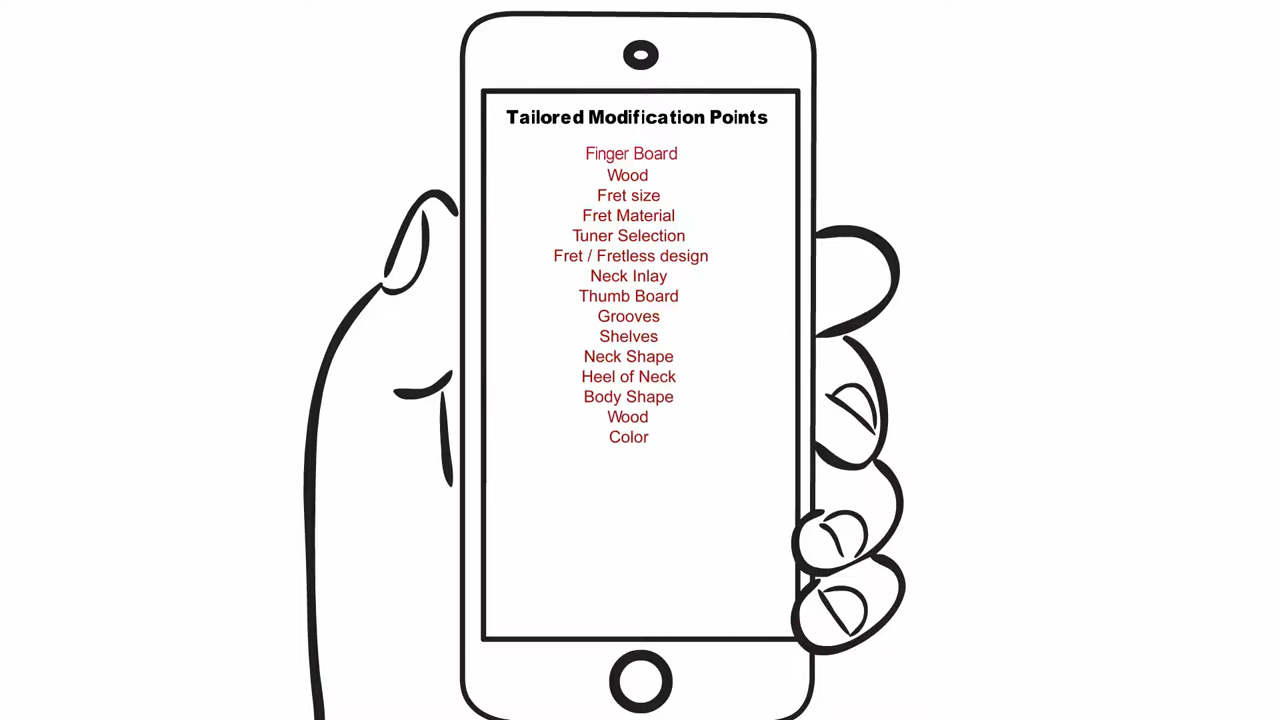 Tailored Modification Points
Finger Board
Wood
Fret size
Fret Material
Tuner Selection
Fret / Fretless design
Neck Inlay
Thumb Board
Grooves
Shelves
Neck Shape
Heel of Neck
Body Shape
Wood
Color